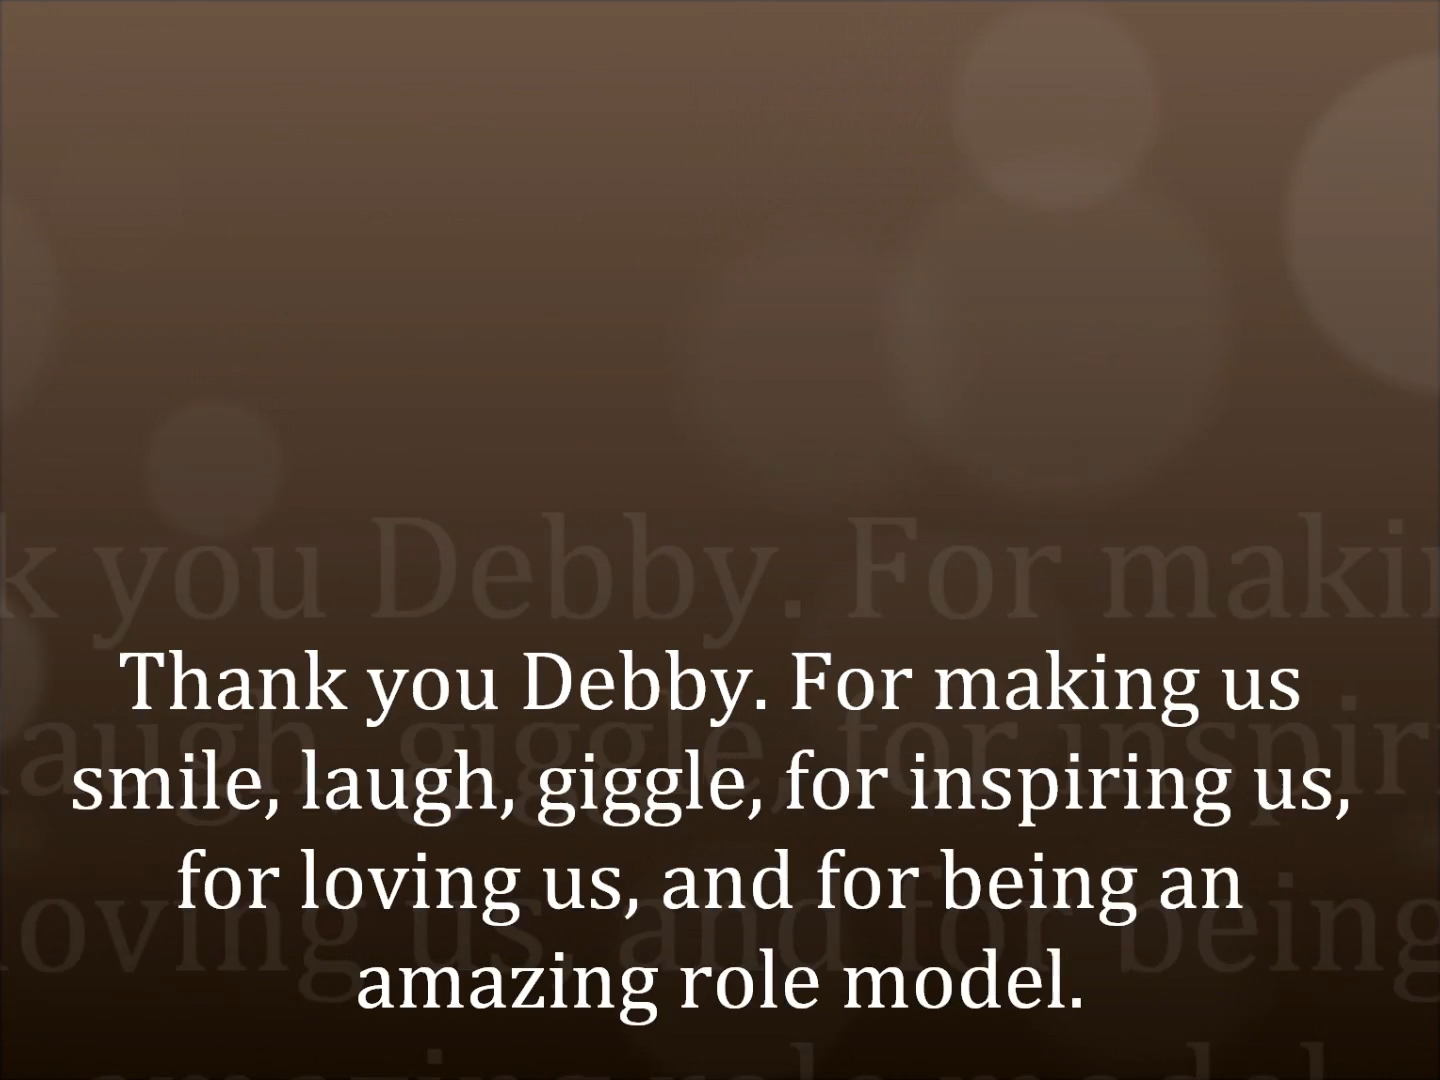 Thank you Debby. For making us
smile, laugh, giggle, for inspiring us,
for loving us, and for being an
amazing role model.